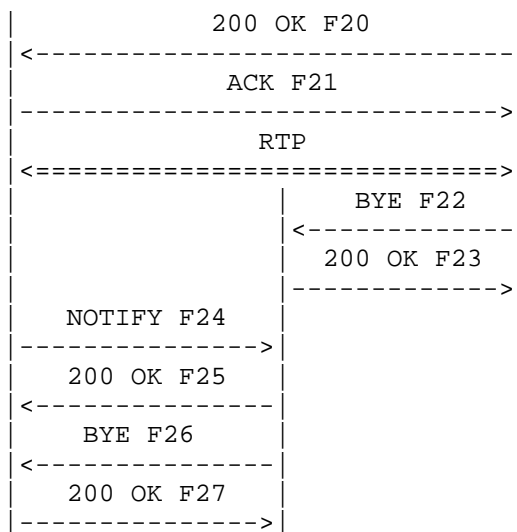 200 OK F20
ACK F21
RTP
BYE F22
200 OK F23
NOTIFY F24
200 OK F25
BYE F26
200 OK F27